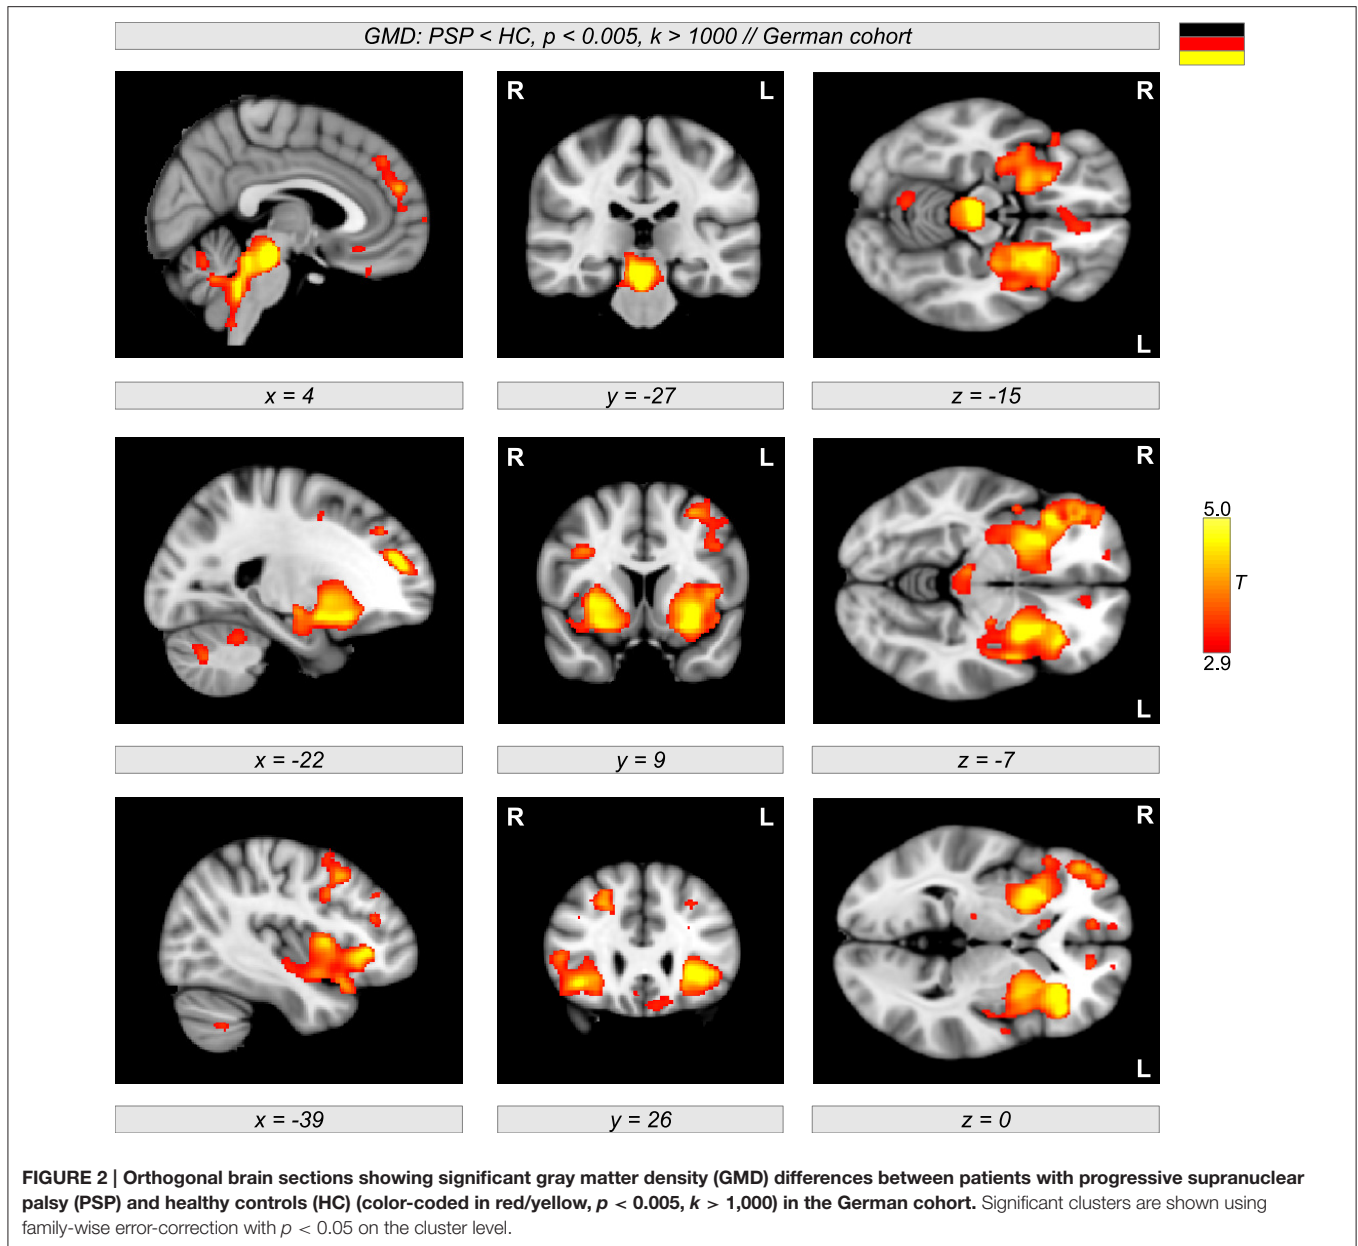 GMD: PSP < HC, p < 0.005, k > 1000 // German cohort
R L R
L
x = 4 y = -27 z = -15
R L R
L
5.0
T
2.9
x = -22 y = 9 z = -7
R L R
L
x = -39 y = 26 z = 0
FIGURE 2 | Orthogonal brain sections showing significant gray matter density (GMD) differences between patients with progressive supranuclear
palsy (PSP) and healthy controls (HC) (color-coded in red/yellow, p < 0.005, k > 1,000) in the German cohort. Significant clusters are shown using
family-wise error-correction with p < 0.05 on the cluster level.